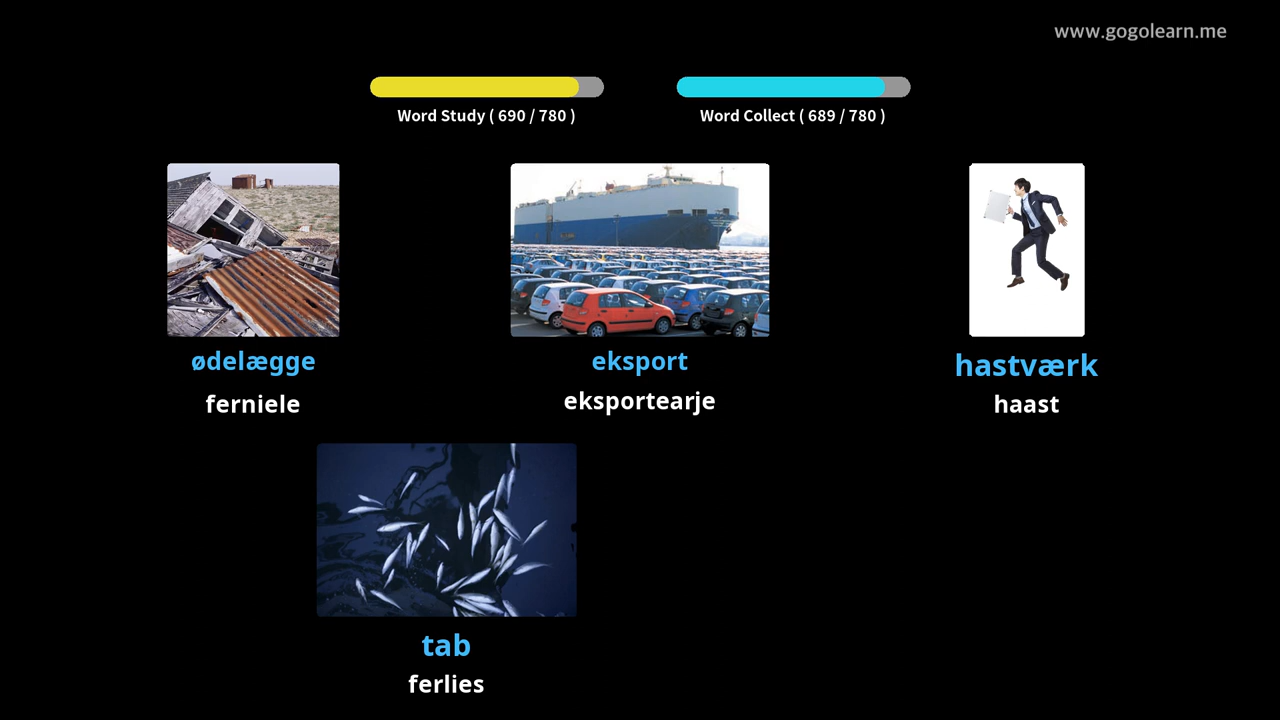 www.gogolearn.me
Word Study ( 690 / 780 )
Word Collect ( 689 / 780 )
ødelægge
ferniele
eksport
eksportearje
hastværk
haast
tab
ferlies